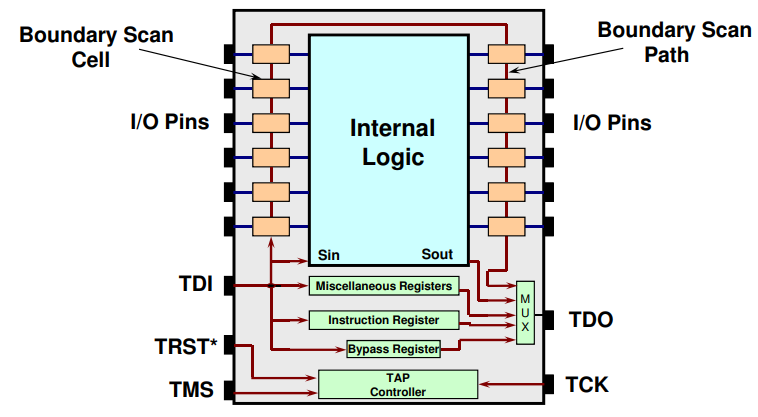 Boundary Scan
Cell
Boundary Scan
Path
I/O Pins
Internal
Logic
I/O Pins
Sin
Sout
TDI
Miscellaneous Registers
M
U
X
Instruction Register
TDO
TRST*
Bypass Register
TMS
TAP
Controller
TCK